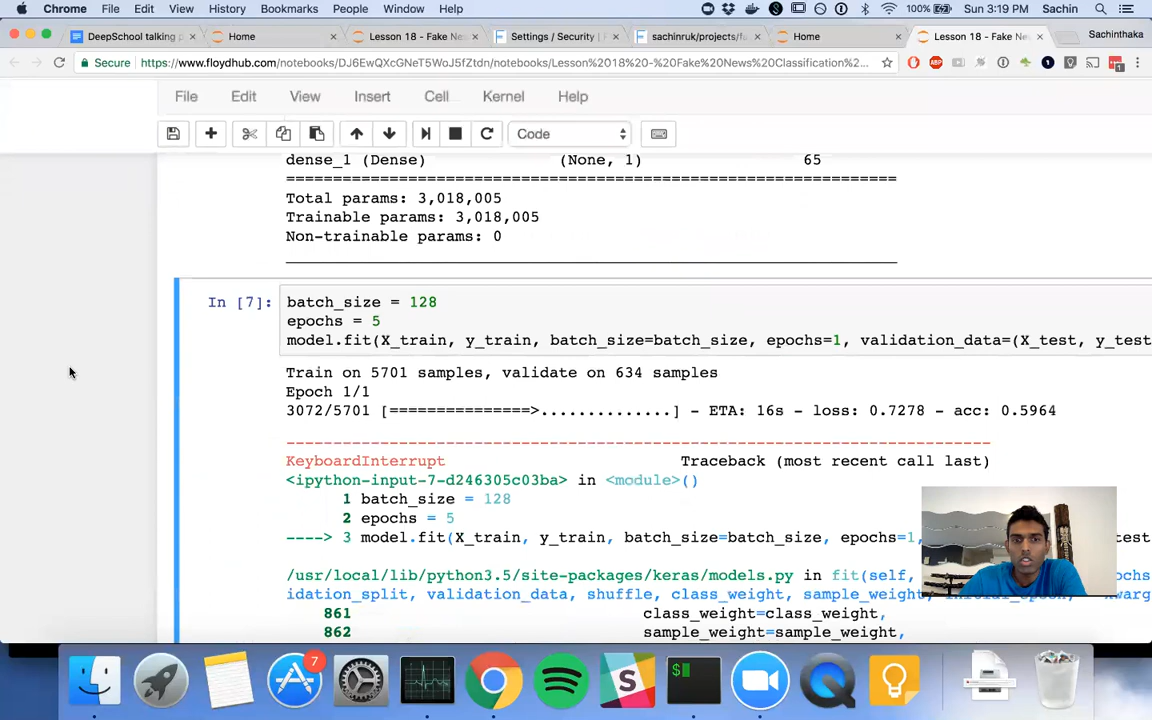 Chrome File Edit View History Bookmarks People Window Help 100% Sun 3:19 PM Sachin
DeepSchool talking p Home Lesson 18 - Fake Ne Settings / Security | F sachinruk/projects/fa Home Lesson 18 - Fake Ne Sachinthaka
Secure https://www.floydhub.com/notebooks/DJ6EwQXcGNeT5WoJ5fZtdn/notebooks/Lesson%2018%20-%20Fake%20News%20Classification%2...
File Edit View Insert Cell Kernel Help
Code
dense_1 (Dense) (None, 1) 65
=================================================================
Total params: 3,018,005
Trainable params: 3,018,005
Non-trainable params: 0
In [7]: batch_size = 128
epochs = 5
model.fit(X_train, y_train, batch_size=batch_size, epochs=1, validation_data=(X_test, y_test
Train on 5701 samples, validate on 634 samples
Epoch 1/1
3072/5701 [===============>..............] - ETA: 16s - loss: 0.7278 - acc: 0.5964
KeyboardInterrupt Traceback (most recent call last)
<ipython-input-7-d246305c03ba> in <module>()
1 batch_size = 128
2 epochs = 5
----> 3 model.fit(X_train, y_train, batch_size=batch_size, epochs=1,
/usr/local/lib/python3.5/site-packages/keras/models.py in fit(self,
idation_split, validation_data, shuffle, class_weight, sample_weight,
861 class_weight=class_weight,
862 sample_weight=sample_weight,
7